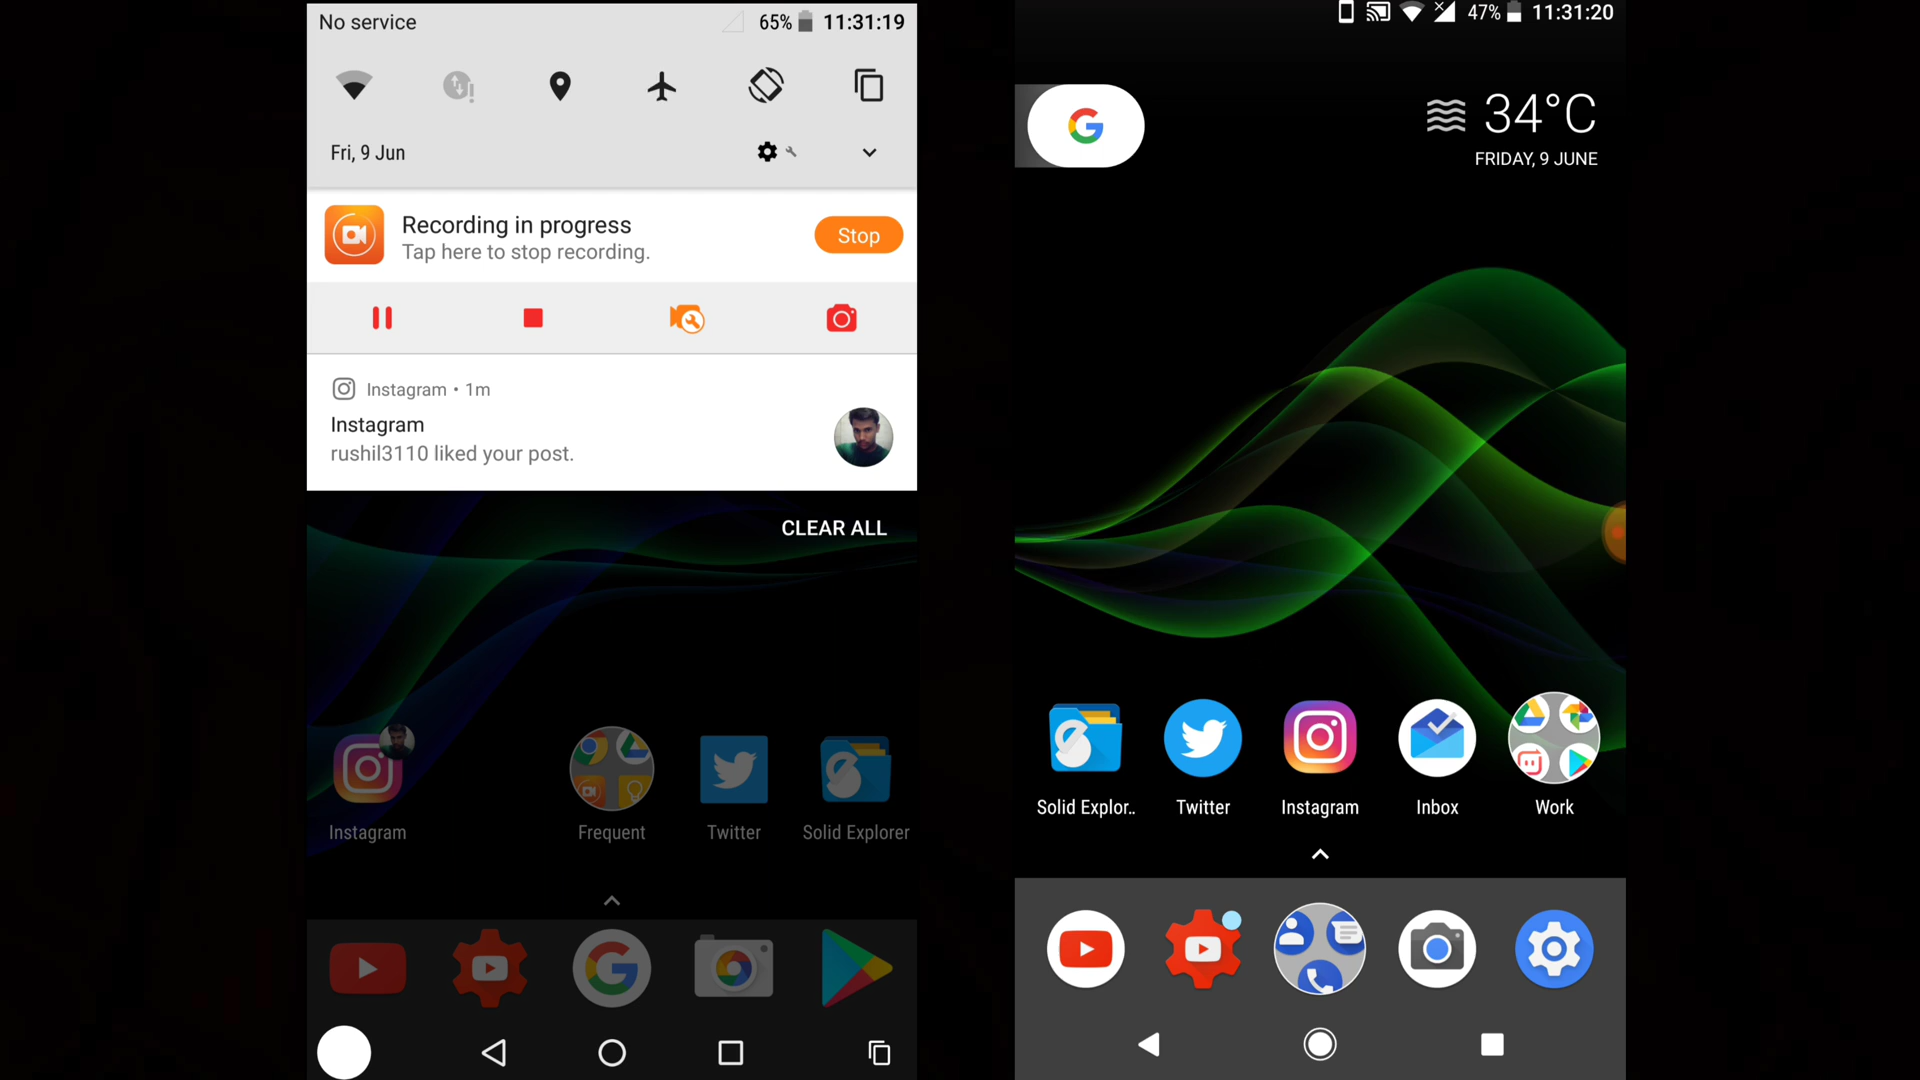 No service
65%
11:31:19
Fri, 9 Jun
Recording in progress
Tap here to stop recording.
Stop
Instagram • 1m
Instagram
rushil3110 liked your post.
CLEAR ALL
Instagram
Frequent
Twitter
Solid Explorer
47%
11:31:20
34°C
FRIDAY, 9 JUNE
Solid Explor..
Twitter
Instagram
Inbox
Work